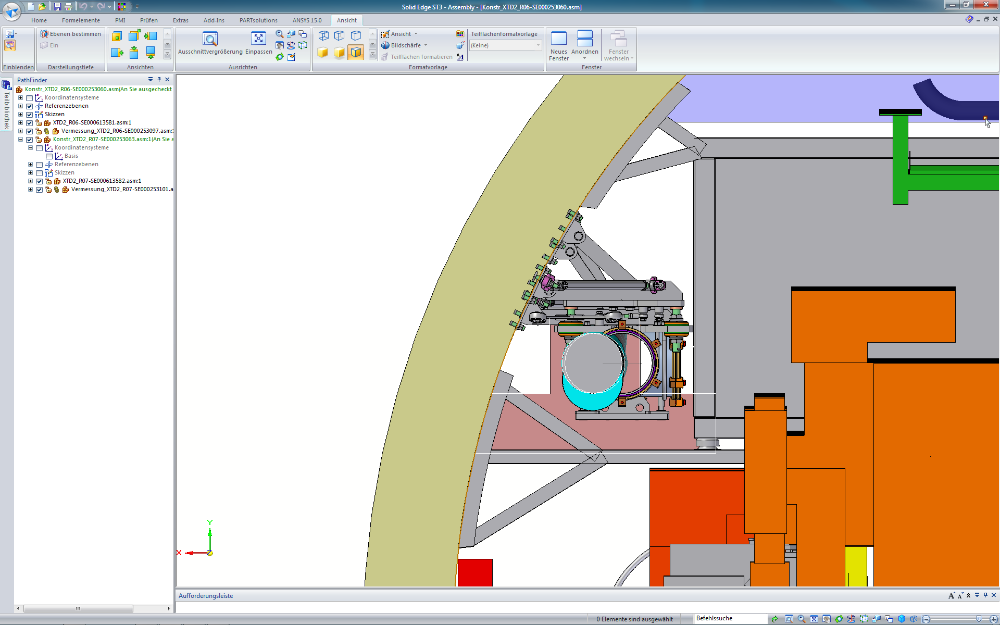 Solid Edge ST3 - Assembly - [Konstr_XTD2_R06-SE000253060.asm]
Home Formelemente PMI Prüfen Extras Add-Ins PARTsolutions ANSYS 15.0 Ansicht
Ebenen bestimmen
Ein
Einblenden
Darstellungstiefe
Ansichten
Ausschnittvergrößerung
Einpassen
Ausrichten
Ansicht
Bildschärfe
Teilflächen formatieren
Teilflächenformatvorlage
(Keine)
Formatvorlage
Neues
Fenster
Anordnen
Fenster
wechseln
Fenster
Teilbibliothek
PathFinder
Konstr_XTD2_R06-SE000253060.asm(An Sie ausgecheckt
Koordinatensysteme
Referenzebenen
Skizzen
XTD2_R06-SE000613581.asm:1
Vermessung_XTD2_R06-SE000253097.asm:
Konstr_XTD2_R07-SE000253063.asm:1(An Sie a
Koordinatensysteme
Basis
Referenzebenen
Skizzen
XTD2_R07-SE000613582.asm:1
Vermessung_XTD2_R07-SE000253101.a
Y
X
Aufforderungsleiste
0 Elemente sind ausgewählt
Befehlssuche